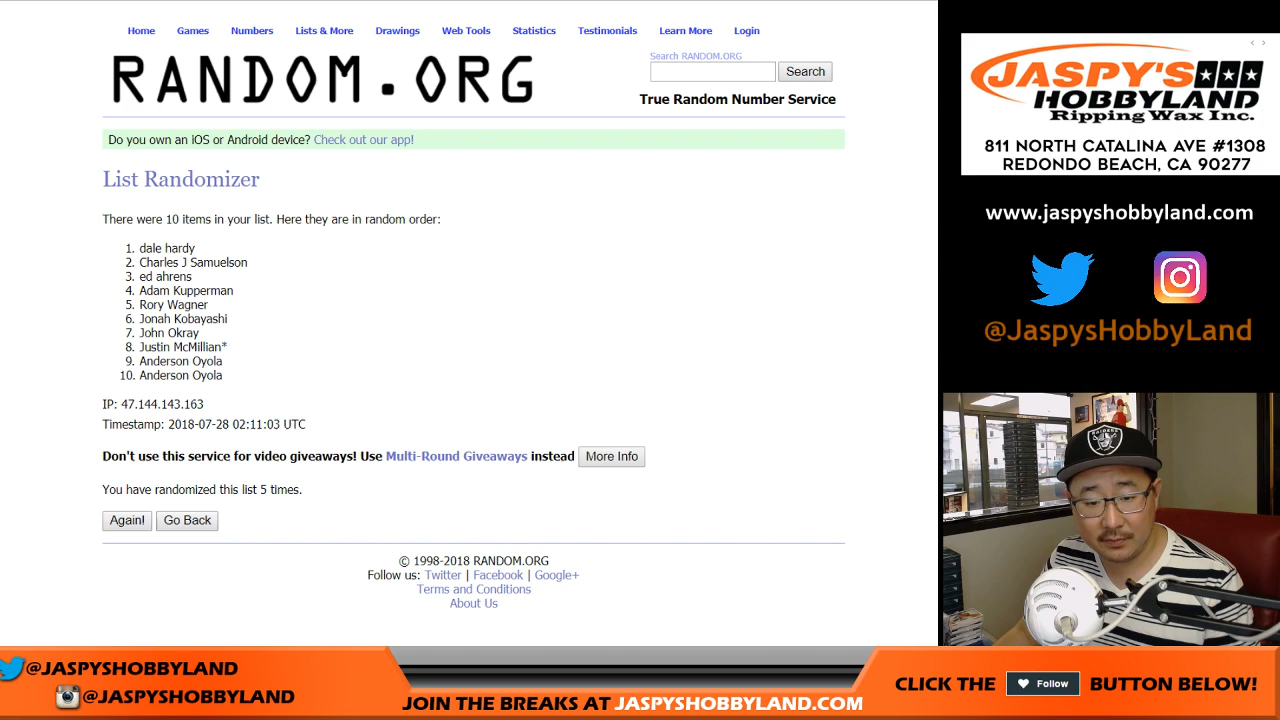 Home Games Numbers Lists & More Drawings Web Tools Statistics Testimonials Learn More Login
RANDOM.ORG
Search RANDOM.ORG
Search
True Random Number Service
Do you own an iOS or Android device? Check out our app!
List Randomizer
There were 10 items in your list. Here they are in random order:
1. dale hardy
2. Charles J Samuelson
3. ed ahrens
4. Adam Kupperman
5. Rory Wagner
6. Jonah Kobayashi
7. John Okray
8. Justin McMillian*
9. Anderson Oyola
10. Anderson Oyola
IP: 47.144.143.163
Timestamp: 2018-07-28 02:11:03 UTC
Don't use this service for video giveaways! Use Multi-Round Giveaways instead More Info
You have randomized this list 5 times.
Again! Go Back
© 1998-2018 RANDOM.ORG
Follow us: Twitter | Facebook | Google+
Terms and Conditions
About Us
JASPY'S
HOBBYLAND
Ripping Wax Inc.
811 NORTH CATALINA AVE #1308
REDONDO BEACH, CA 90277
www.jaspyshobbyland.com
@JaspysHobbyLand
RAIDERS
@JASPYSHOBBYLAND
@JASPYSHOBBYLAND
JOIN THE BREAKS AT JASPYSHOBBYLAND.COM
CLICK THE Follow BUTTON BELOW!